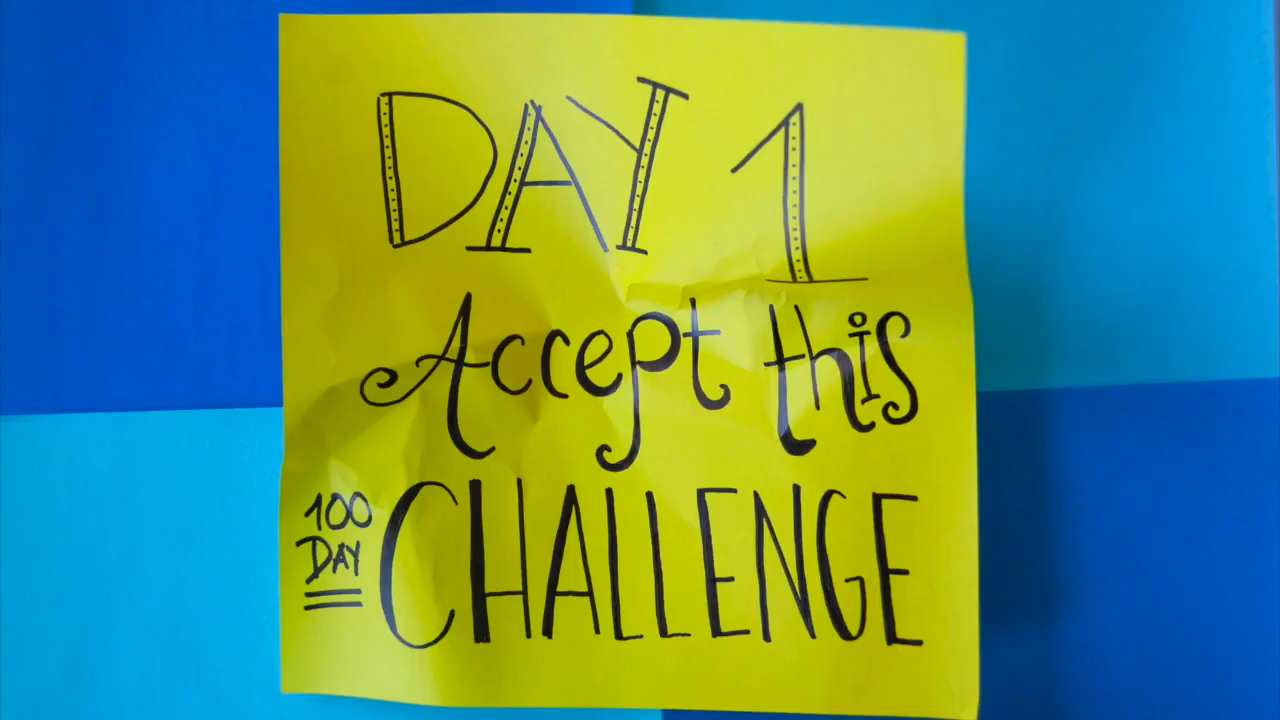 DAY 1
Accept this
100
DAY
CHALLENGE